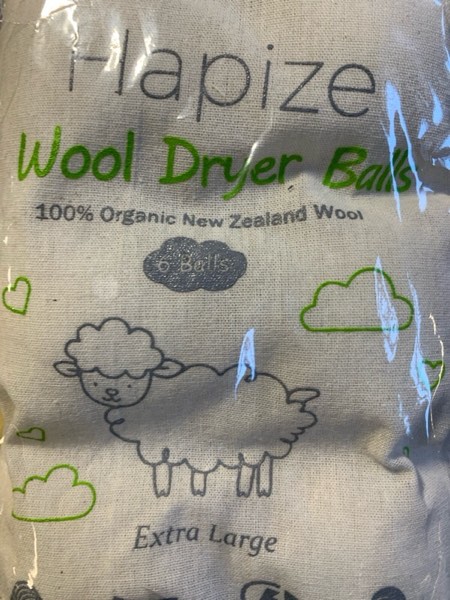 Hapize
Wool Dryer Balls
100% Organic New Zealand Wool
6 Balls
Extra Large